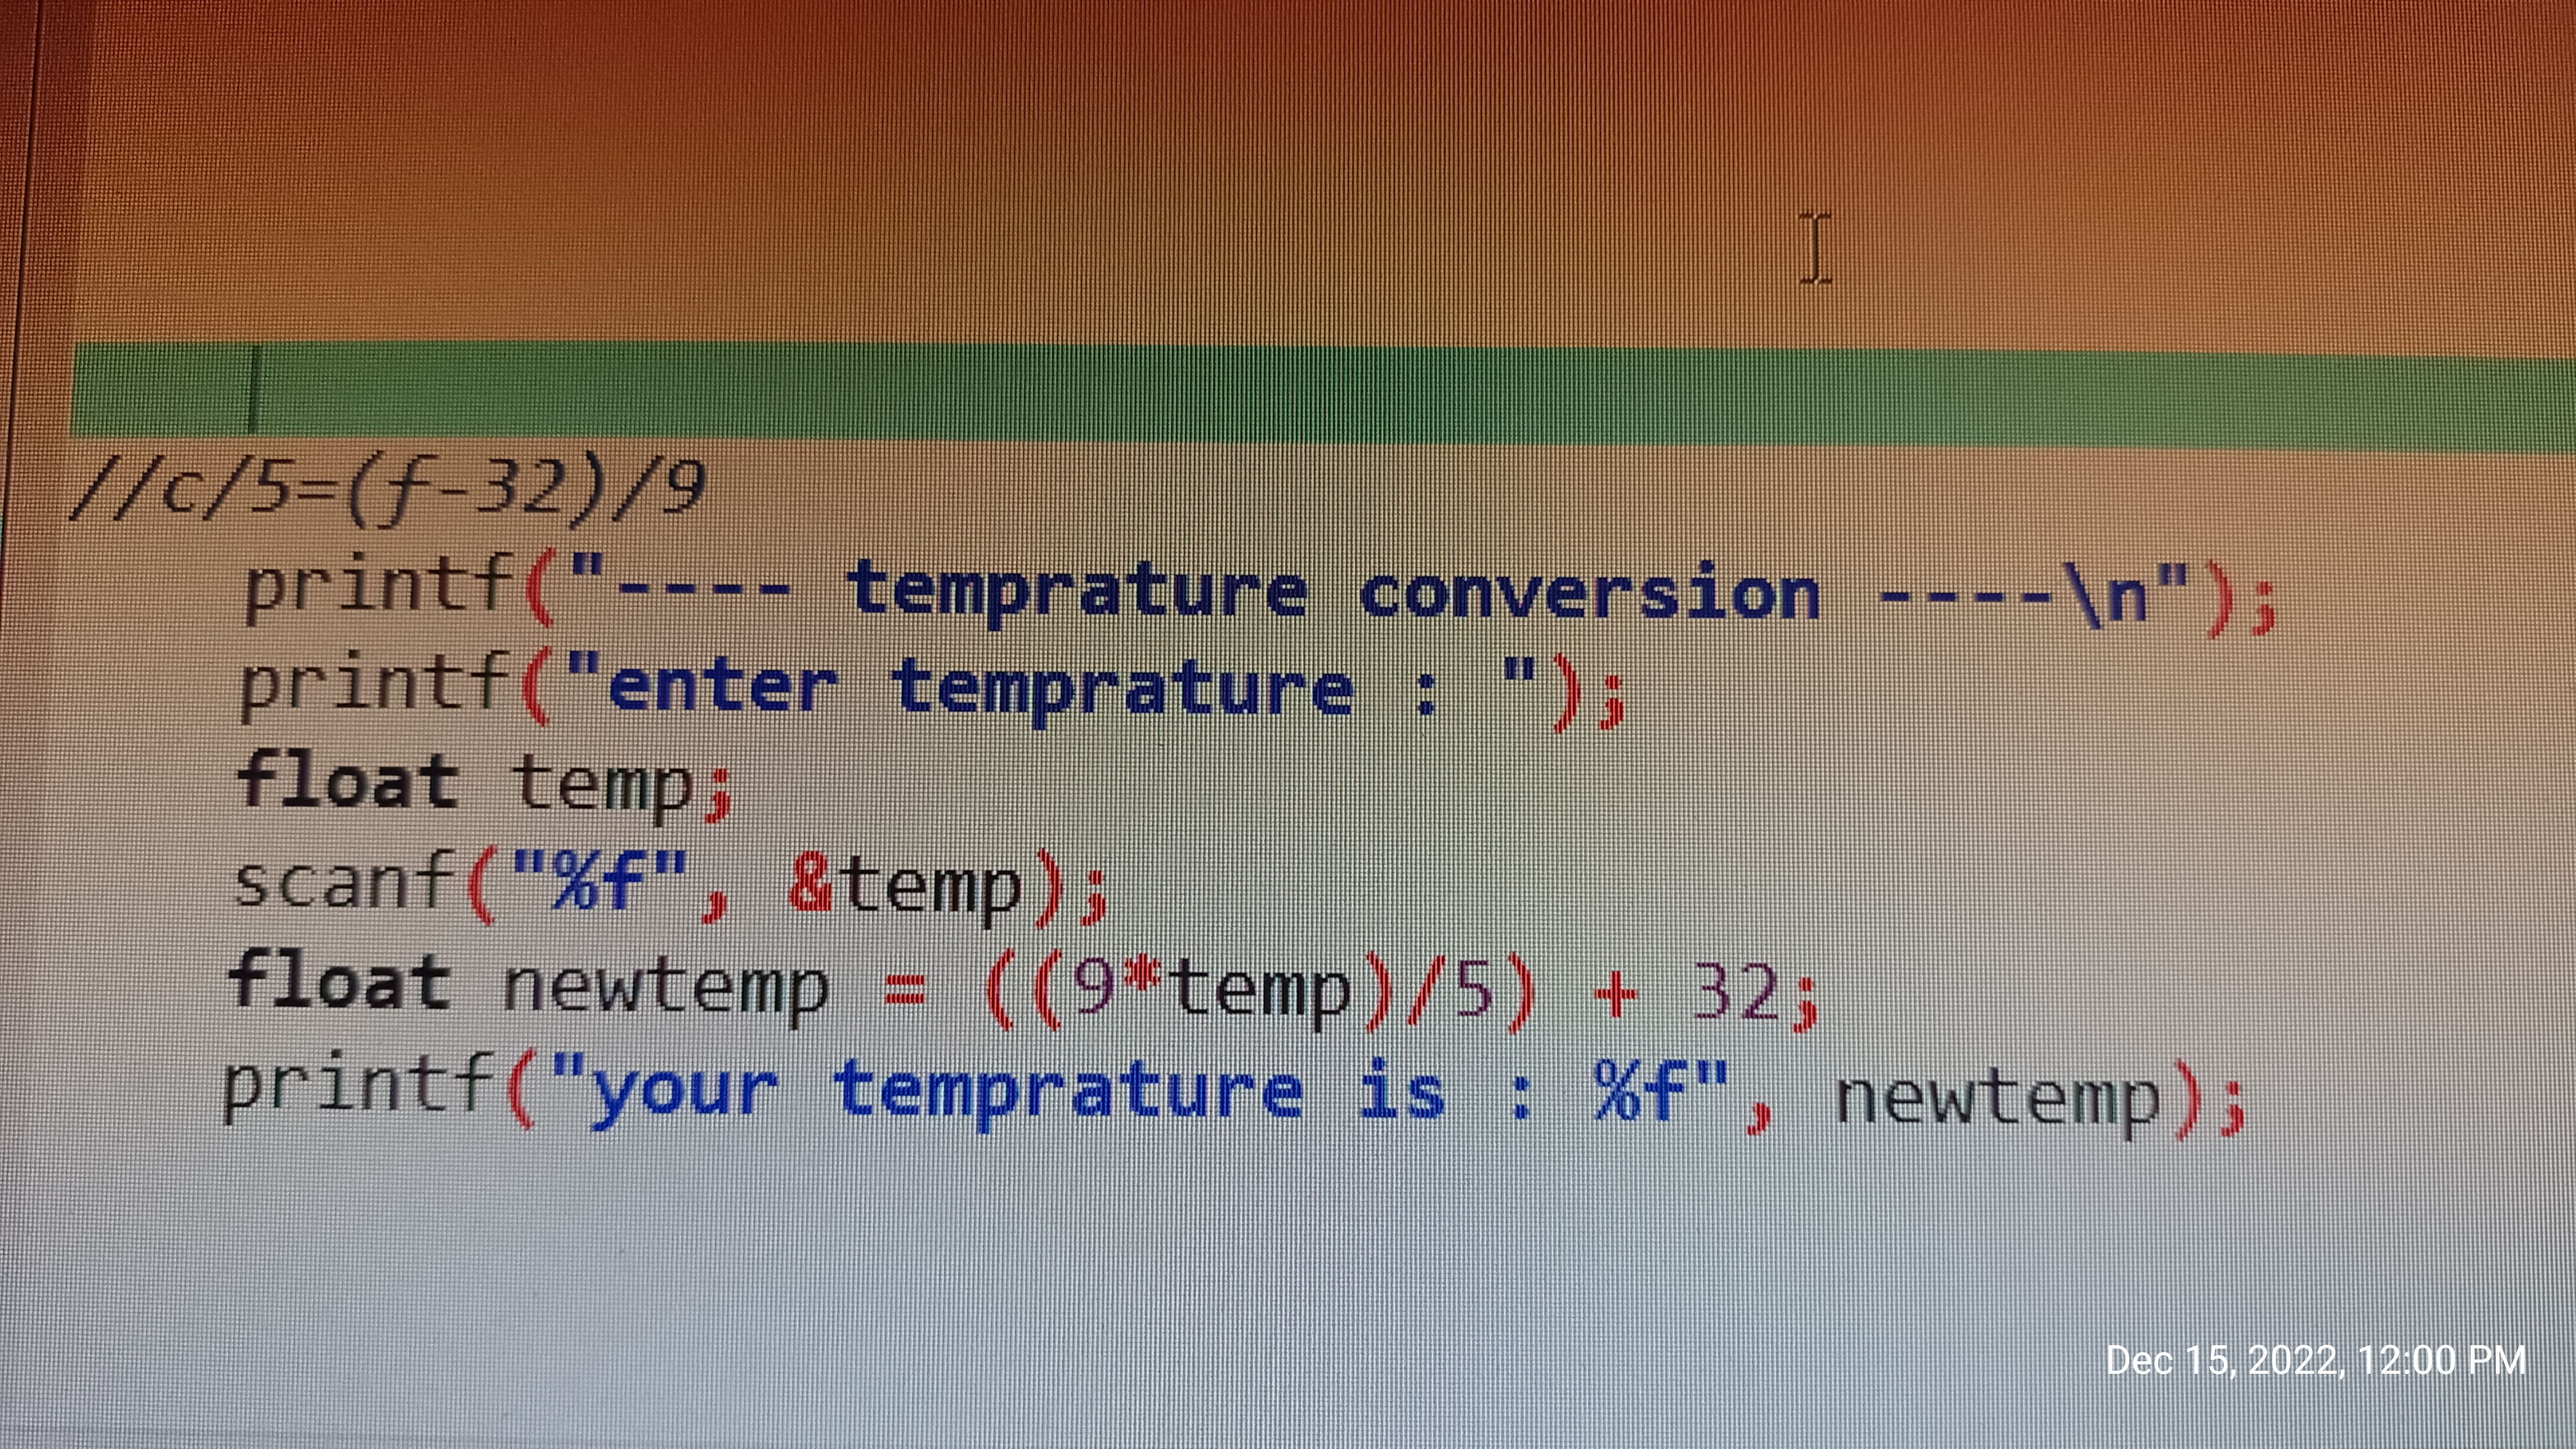 //c/5=(f-32)/9
printf("---- temprature conversion ----\n");
printf("enter temprature : ");
float temp;
scanf("%f", &temp);
float newtemp = ((9*temp)/5) + 32;
printf("your temprature is : %f", newtemp);
Dec 15, 2022, 12:00 PM